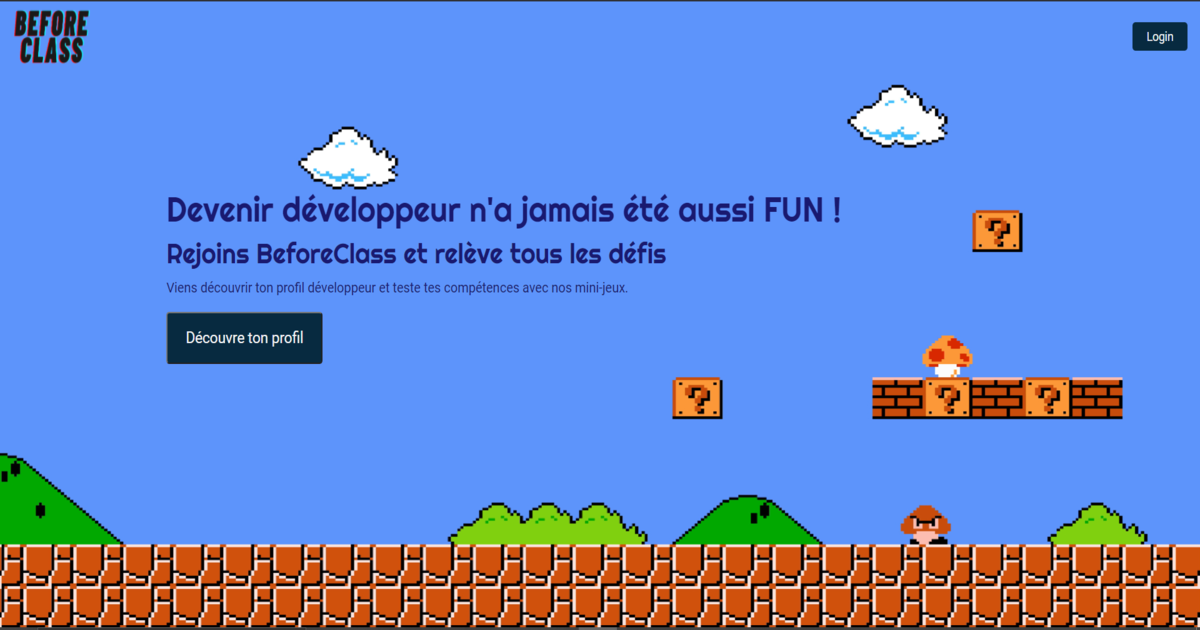 BEFORE
CLASS
Login
Devenir développeur n'a jamais été aussi FUN !
Rejoins BeforeClass et relève tous les défis
Viens découvrir ton profil développeur et teste tes compétences avec nos mini-jeux.
Découvre ton profil
?
?
? ?